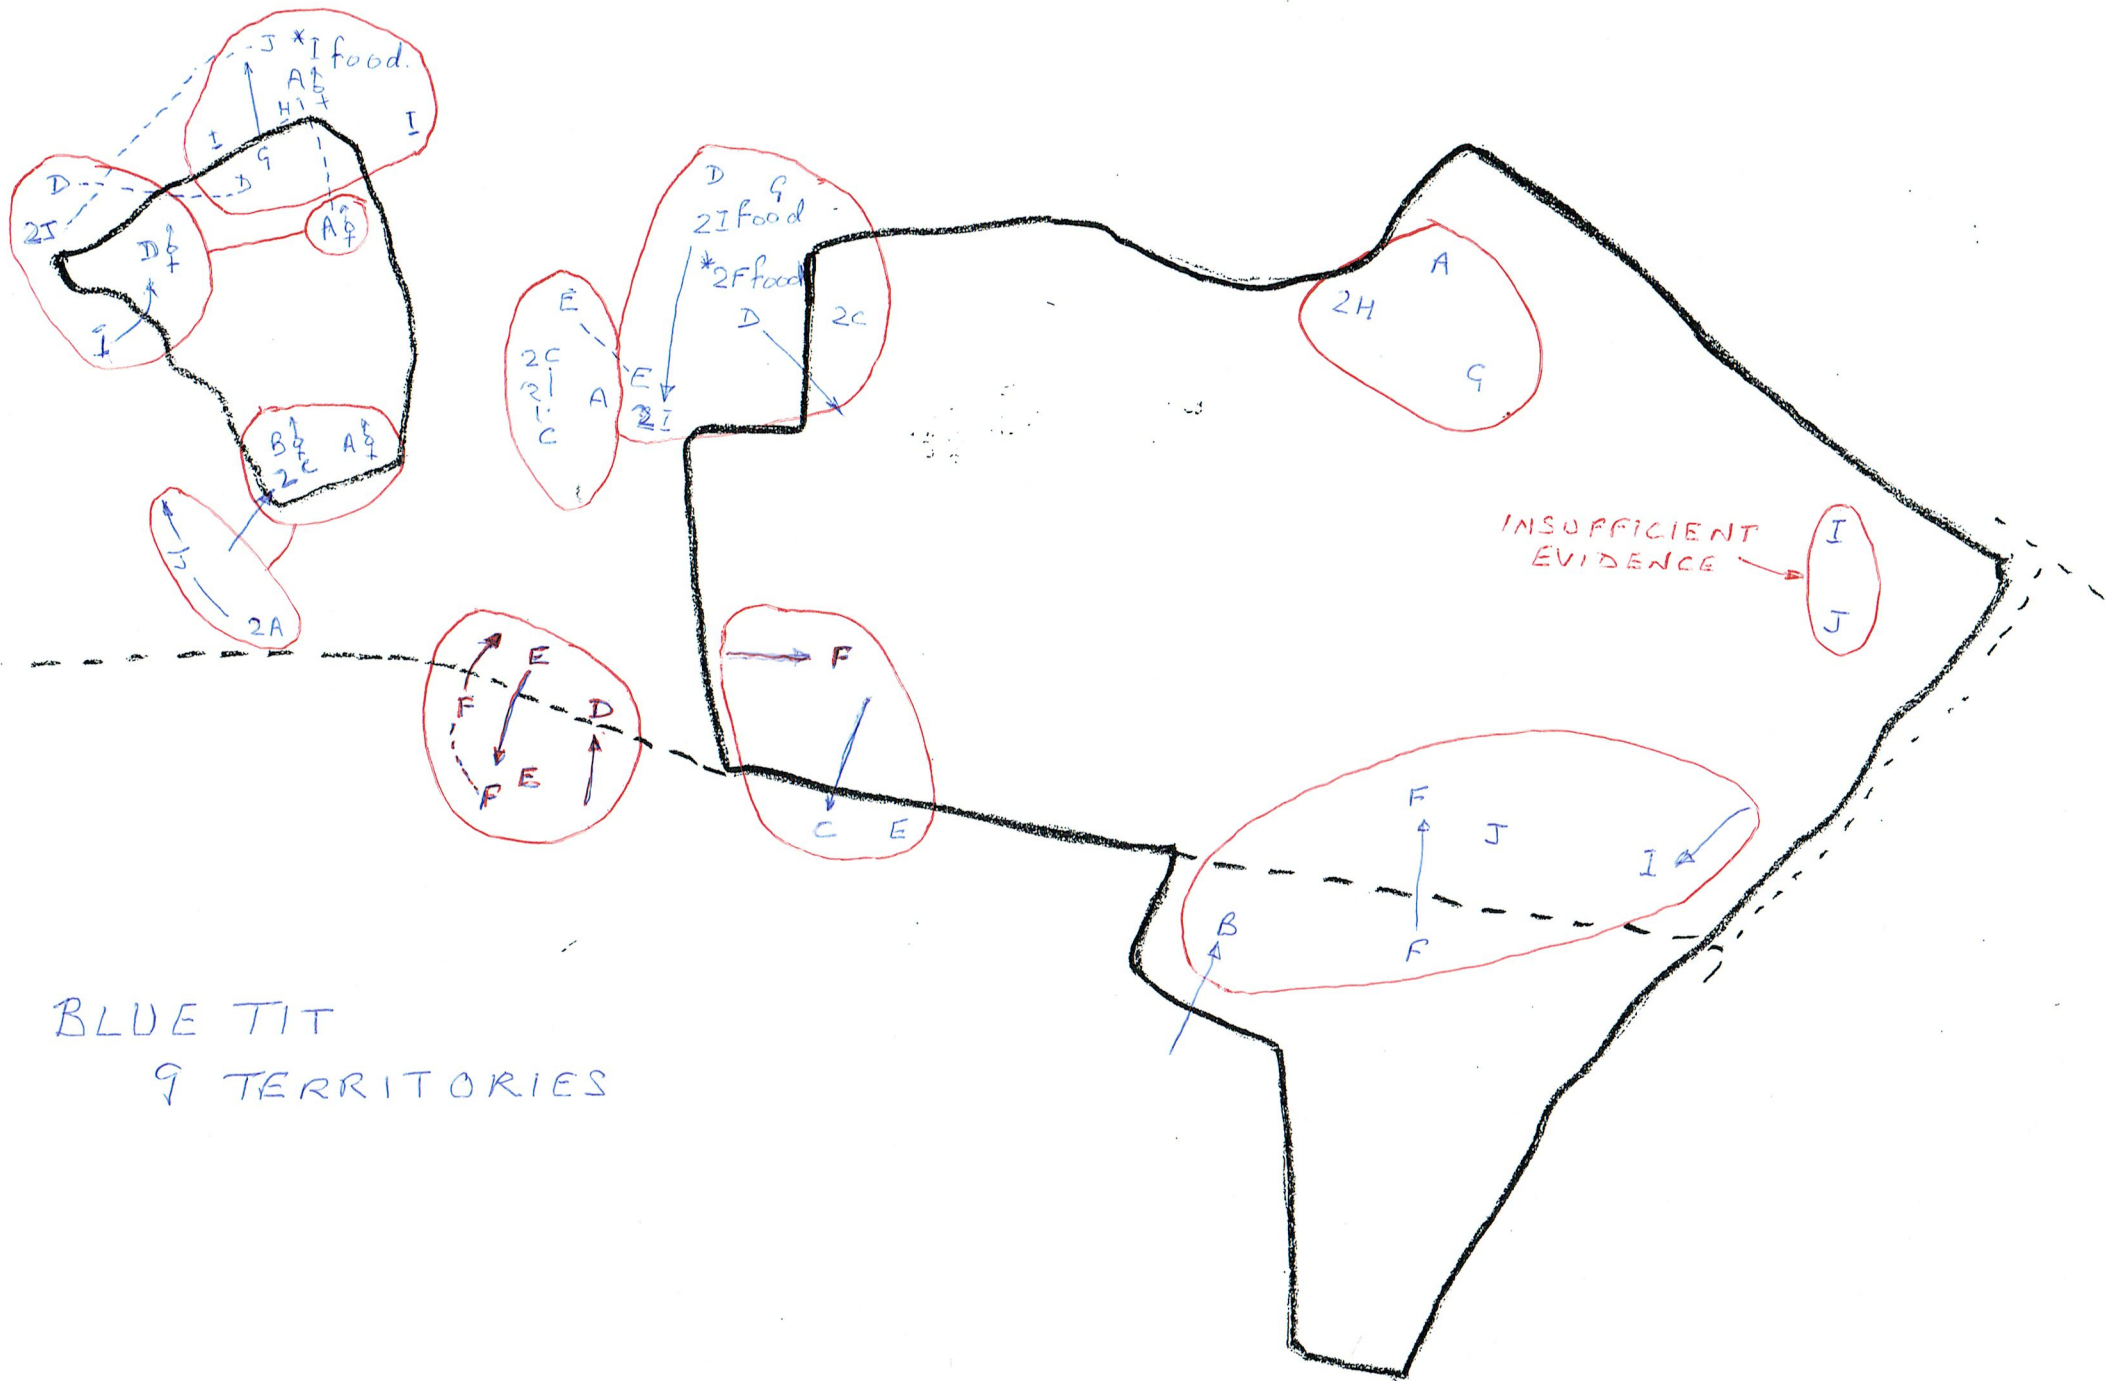 J *I food.
A
H
I
I
G
D
D
2J
D
A
I
B
A
2C
2A
D
G
2I food
*2F food
D
2C
E
2C
A
E
2I
C
A
2H
G
INSUFFICIENT
EVIDENCE
I
J
E
F
D
F
E
F
C
E
F
J
I
B
F
BLUE TIT
9 TERRITORIES